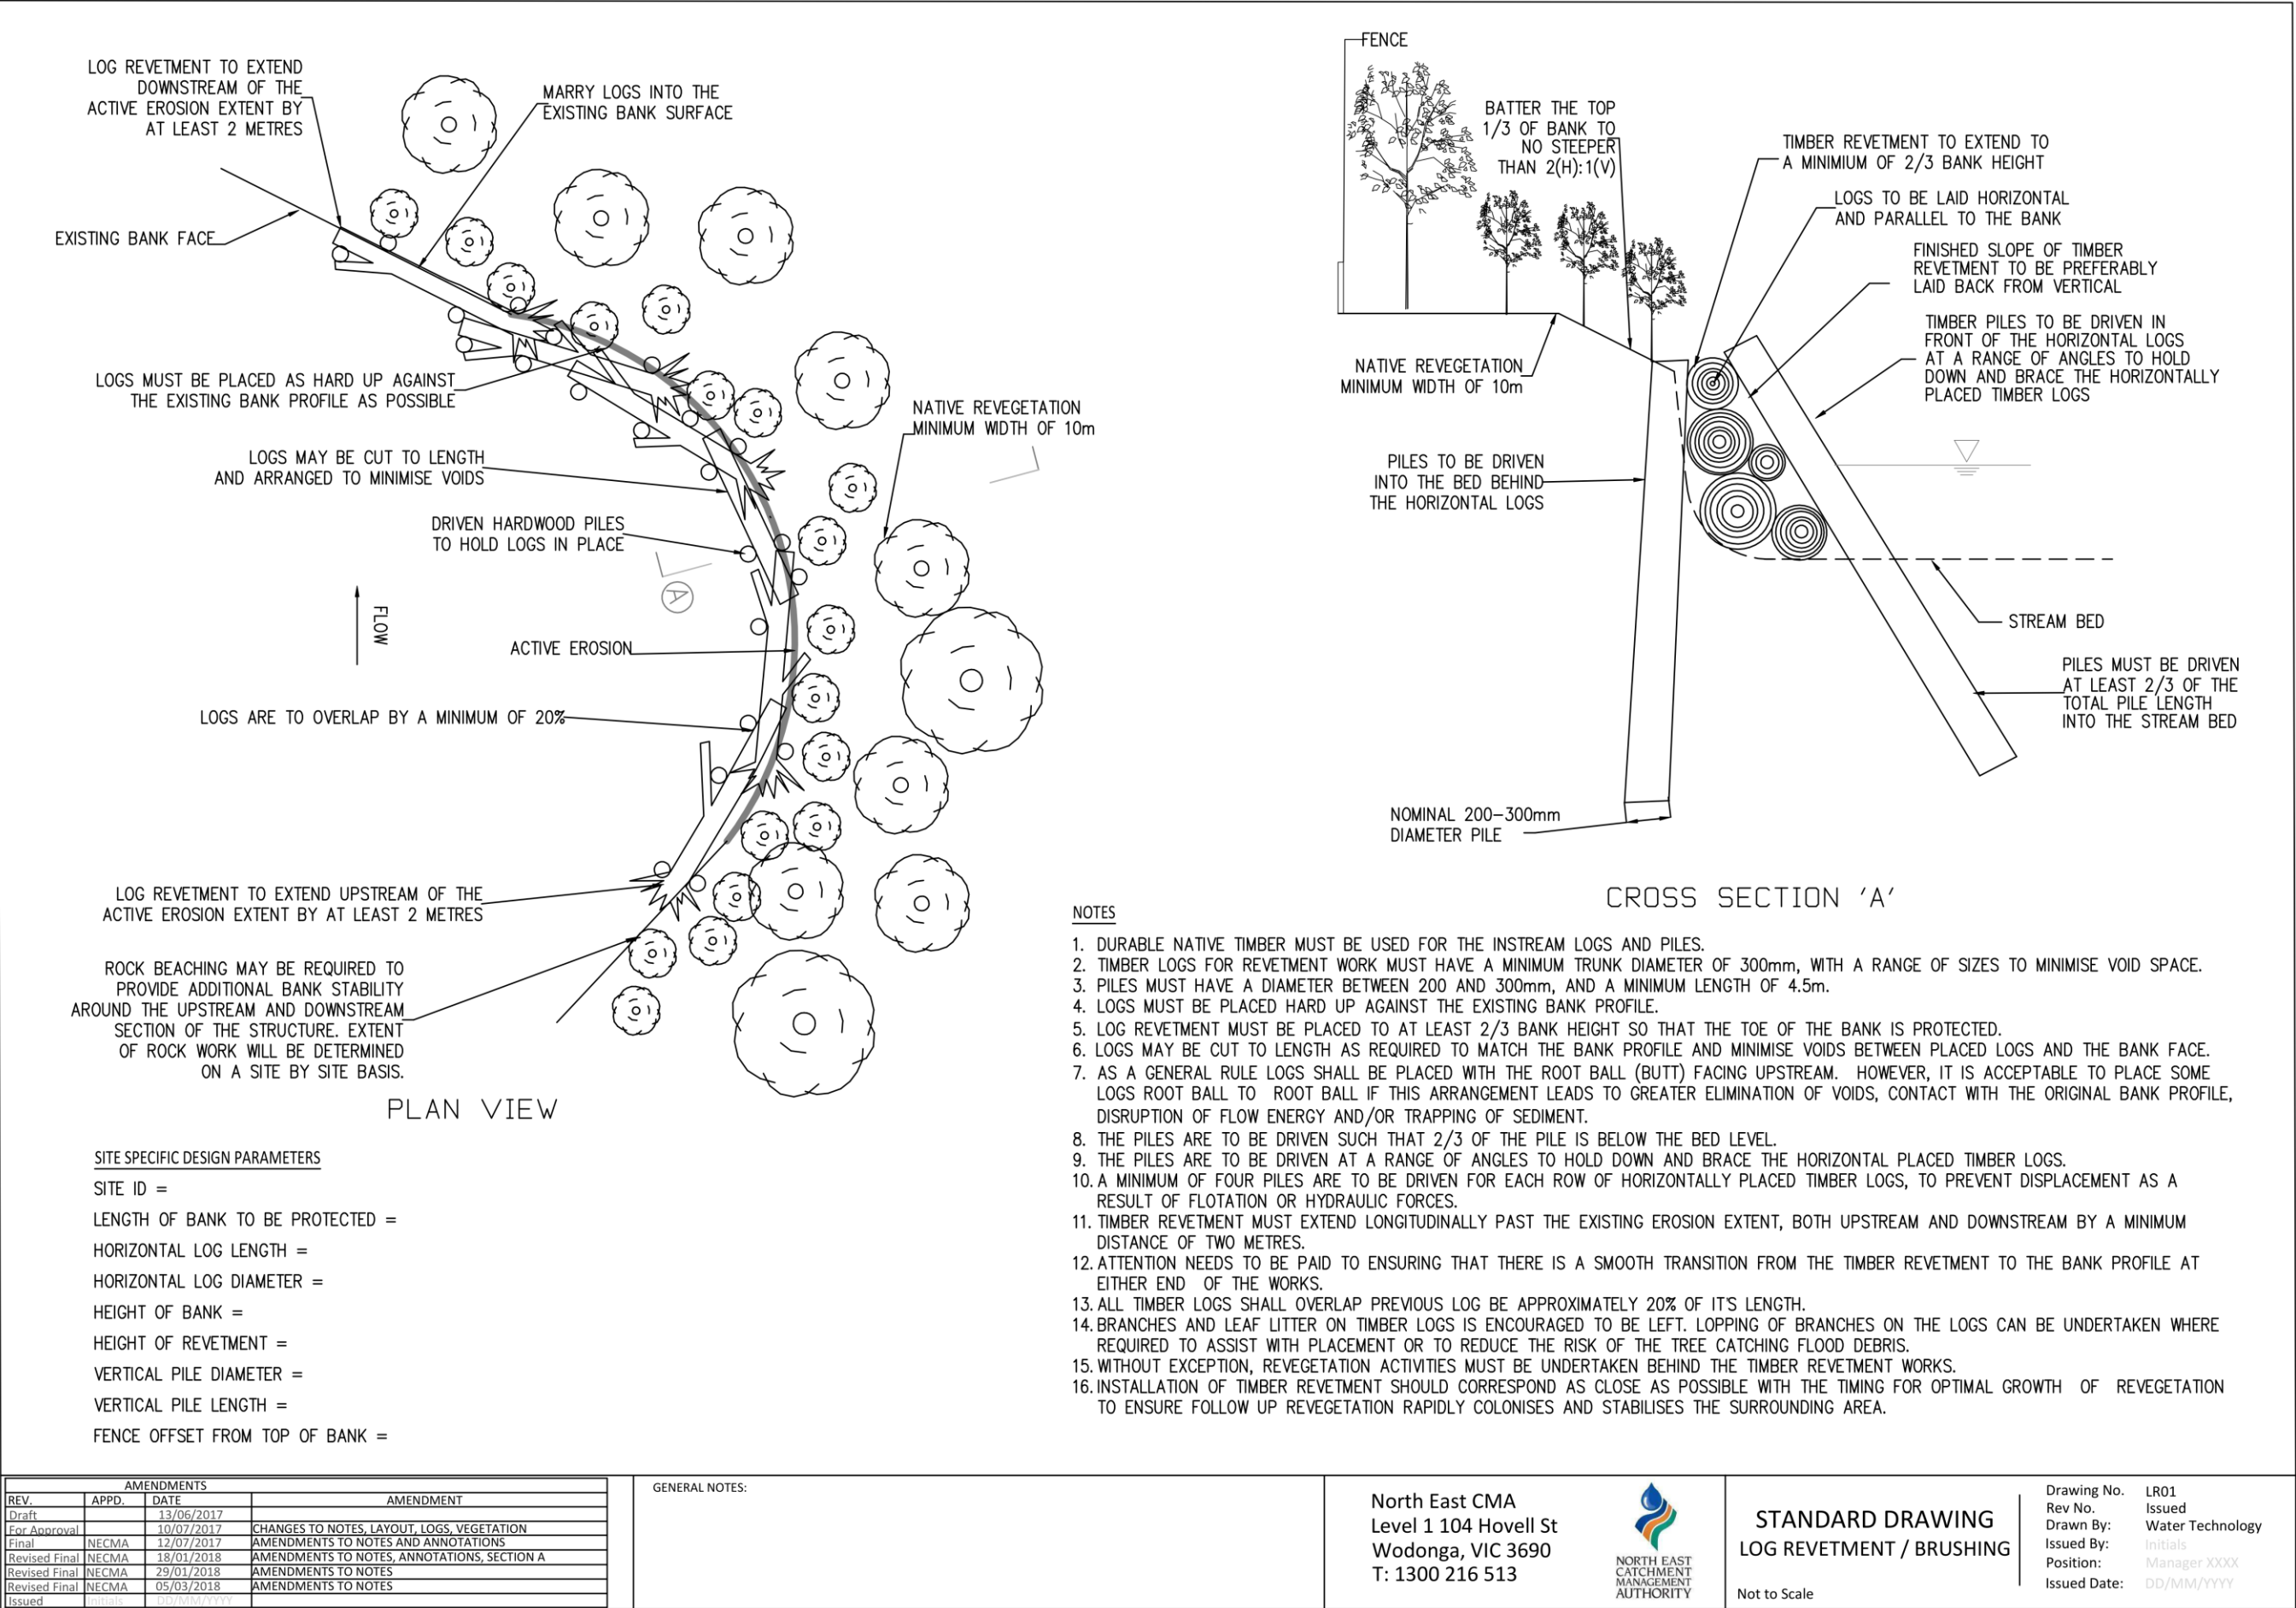 LOG REVETMENT TO EXTEND
DOWNSTREAM OF THE
ACTIVE EROSION EXTENT BY
AT LEAST 2 METRES
MARRY LOGS INTO THE
EXISTING BANK SURFACE
EXISTING BANK FACE
LOGS MUST BE PLACED AS HARD UP AGAINST
THE EXISTING BANK PROFILE AS POSSIBLE
LOGS MAY BE CUT TO LENGTH
AND ARRANGED TO MINIMISE VOIDS
DRIVEN HARDWOOD PILES
TO HOLD LOGS IN PLACE
NATIVE REVEGETATION
MINIMUM WIDTH OF 10m
A
FLOW
ACTIVE EROSION
LOGS ARE TO OVERLAP BY A MINIMUM OF 20%
LOG REVETMENT TO EXTEND UPSTREAM OF THE
ACTIVE EROSION EXTENT BY AT LEAST 2 METRES
ROCK BEACHING MAY BE REQUIRED TO
PROVIDE ADDITIONAL BANK STABILITY
AROUND THE UPSTREAM AND DOWNSTREAM
SECTION OF THE STRUCTURE. EXTENT
OF ROCK WORK WILL BE DETERMINED
ON A SITE BY SITE BASIS.
PLAN VIEW
FENCE
BATTER THE TOP
1/3 OF BANK TO
NO STEEPER
THAN 2(H):1(V)
TIMBER REVETMENT TO EXTEND TO
A MINIMIUM OF 2/3 BANK HEIGHT
LOGS TO BE LAID HORIZONTAL
AND PARALLEL TO THE BANK
FINISHED SLOPE OF TIMBER
REVETMENT TO BE PREFERABLY
LAID BACK FROM VERTICAL
TIMBER PILES TO BE DRIVEN IN
FRONT OF THE HORIZONTAL LOGS
AT A RANGE OF ANGLES TO HOLD
DOWN AND BRACE THE HORIZONTALLY
PLACED TIMBER LOGS
NATIVE REVEGETATION
MINIMUM WIDTH OF 10m
PILES TO BE DRIVEN
INTO THE BED BEHIND
THE HORIZONTAL LOGS
STREAM BED
PILES MUST BE DRIVEN
AT LEAST 2/3 OF THE
TOTAL PILE LENGTH
INTO THE STREAM BED
NOMINAL 200-300mm
DIAMETER PILE
CROSS SECTION 'A'
NOTES
1. DURABLE NATIVE TIMBER MUST BE USED FOR THE INSTREAM LOGS AND PILES.
2. TIMBER LOGS FOR REVETMENT WORK MUST HAVE A MINIMUM TRUNK DIAMETER OF 300mm, WITH A RANGE OF SIZES TO MINIMISE VOID SPACE.
3. PILES MUST HAVE A DIAMETER BETWEEN 200 AND 300mm, AND A MINIMUM LENGTH OF 4.5m.
4. LOGS MUST BE PLACED HARD UP AGAINST THE EXISTING BANK PROFILE.
5. LOG REVETMENT MUST BE PLACED TO AT LEAST 2/3 BANK HEIGHT SO THAT THE TOE OF THE BANK IS PROTECTED.
6. LOGS MAY BE CUT TO LENGTH AS REQUIRED TO MATCH THE BANK PROFILE AND MINIMISE VOIDS BETWEEN PLACED LOGS AND THE BANK FACE.
7. AS A GENERAL RULE LOGS SHALL BE PLACED WITH THE ROOT BALL (BUTT) FACING UPSTREAM. HOWEVER, IT IS ACCEPTABLE TO PLACE SOME
LOGS ROOT BALL TO ROOT BALL IF THIS ARRANGEMENT LEADS TO GREATER ELIMINATION OF VOIDS, CONTACT WITH THE ORIGINAL BANK PROFILE,
DISRUPTION OF FLOW ENERGY AND/OR TRAPPING OF SEDIMENT.
8. THE PILES ARE TO BE DRIVEN SUCH THAT 2/3 OF THE PILE IS BELOW THE BED LEVEL.
9. THE PILES ARE TO BE DRIVEN AT A RANGE OF ANGLES TO HOLD DOWN AND BRACE THE HORIZONTAL PLACED TIMBER LOGS.
10. A MINIMUM OF FOUR PILES ARE TO BE DRIVEN FOR EACH ROW OF HORIZONTALLY PLACED TIMBER LOGS, TO PREVENT DISPLACEMENT AS A
RESULT OF FLOTATION OR HYDRAULIC FORCES.
11. TIMBER REVETMENT MUST EXTEND LONGITUDINALLY PAST THE EXISTING EROSION EXTENT, BOTH UPSTREAM AND DOWNSTREAM BY A MINIMUM
DISTANCE OF TWO METRES.
12. ATTENTION NEEDS TO BE PAID TO ENSURING THAT THERE IS A SMOOTH TRANSITION FROM THE TIMBER REVETMENT TO THE BANK PROFILE AT
EITHER END OF THE WORKS.
13. ALL TIMBER LOGS SHALL OVERLAP PREVIOUS LOG BE APPROXIMATELY 20% OF IT'S LENGTH.
14. BRANCHES AND LEAF LITTER ON TIMBER LOGS IS ENCOURAGED TO BE LEFT. LOPPING OF BRANCHES ON THE LOGS CAN BE UNDERTAKEN WHERE
REQUIRED TO ASSIST WITH PLACEMENT OR TO REDUCE THE RISK OF THE TREE CATCHING FLOOD DEBRIS.
15. WITHOUT EXCEPTION, REVEGETATION ACTIVITIES MUST BE UNDERTAKEN BEHIND THE TIMBER REVETMENT WORKS.
16. INSTALLATION OF TIMBER REVETMENT SHOULD CORRESPOND AS CLOSE AS POSSIBLE WITH THE TIMING FOR OPTIMAL GROWTH OF REVEGETATION
TO ENSURE FOLLOW UP REVEGETATION RAPIDLY COLONISES AND STABILISES THE SURROUNDING AREA.
SITE SPECIFIC DESIGN PARAMETERS
SITE ID =
LENGTH OF BANK TO BE PROTECTED =
HORIZONTAL LOG LENGTH =
HORIZONTAL LOG DIAMETER =
HEIGHT OF BANK =
HEIGHT OF REVETMENT =
VERTICAL PILE DIAMETER =
VERTICAL PILE LENGTH =
FENCE OFFSET FROM TOP OF BANK =
AMENDMENTS
REV. APPD. DATE AMENDMENT
Draft 13/06/2017
For Approval 10/07/2017 CHANGES TO NOTES, LAYOUT, LOGS, VEGETATION
Final NECMA 12/07/2017 AMENDMENTS TO NOTES AND ANNOTATIONS
Revised Final NECMA 18/01/2018 AMENDMENTS TO NOTES, ANNOTATIONS, SECTION A
Revised Final NECMA 29/01/2018 AMENDMENTS TO NOTES
Revised Final NECMA 05/03/2018 AMENDMENTS TO NOTES
Issued Initials DD/MM/YYYY
GENERAL NOTES:
North East CMA
Level 1 104 Hovell St
Wodonga, VIC 3690
T: 1300 216 513
NORTH EAST
CATCHMENT
MANAGEMENT
AUTHORITY
STANDARD DRAWING
LOG REVETMENT / BRUSHING
Not to Scale
Drawing No. LR01
Rev No. Issued
Drawn By: Water Technology
Issued By: Initials
Position: Manager XXXX
Issued Date: DD/MM/YYYY